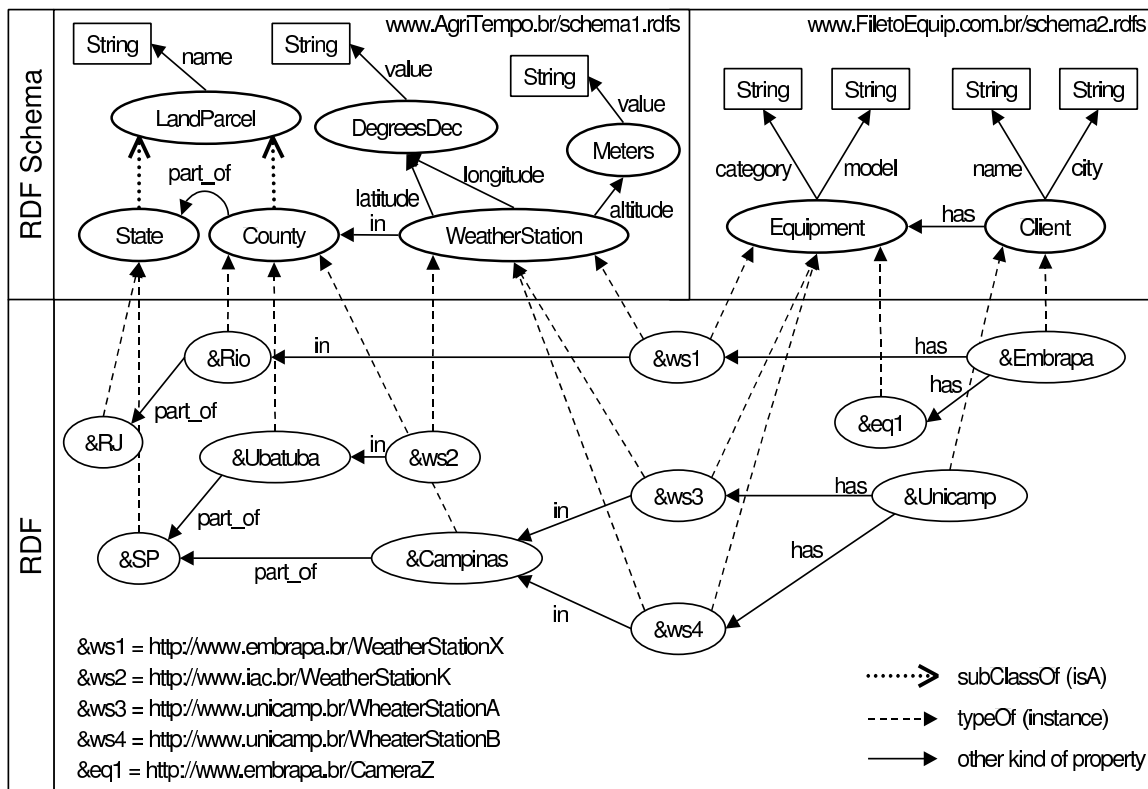 www.AgriTempo.br/schema1.rdfs
www.FiletoEquip.com.br/schema2.rdfs
RDF Schema
String
String
String
String
String
String
String
name
value
value
LandParcel
DegreesDec
Meters
category
model
name
city
part_of
latitude
longitude
altitude
State
County
in
WeatherStation
Equipment
has
Client
RDF
&Rio
in
&ws1
has
&Embrapa
has
part_of
&eq1
&RJ
&Ubatuba
in
&ws2
&ws3
has
&Unicamp
part_of
in
&SP
part_of
&Campinas
has
in
&ws4
&ws1 = http://www.embrapa.br/WeatherStationX
&ws2 = http://www.iac.br/WeatherStationK
&ws3 = http://www.unicamp.br/WheaterStationA
&ws4 = http://www.unicamp.br/WheaterStationB
&eq1 = http://www.embrapa.br/CameraZ
subClassOf (isA)
typeOf (instance)
other kind of property